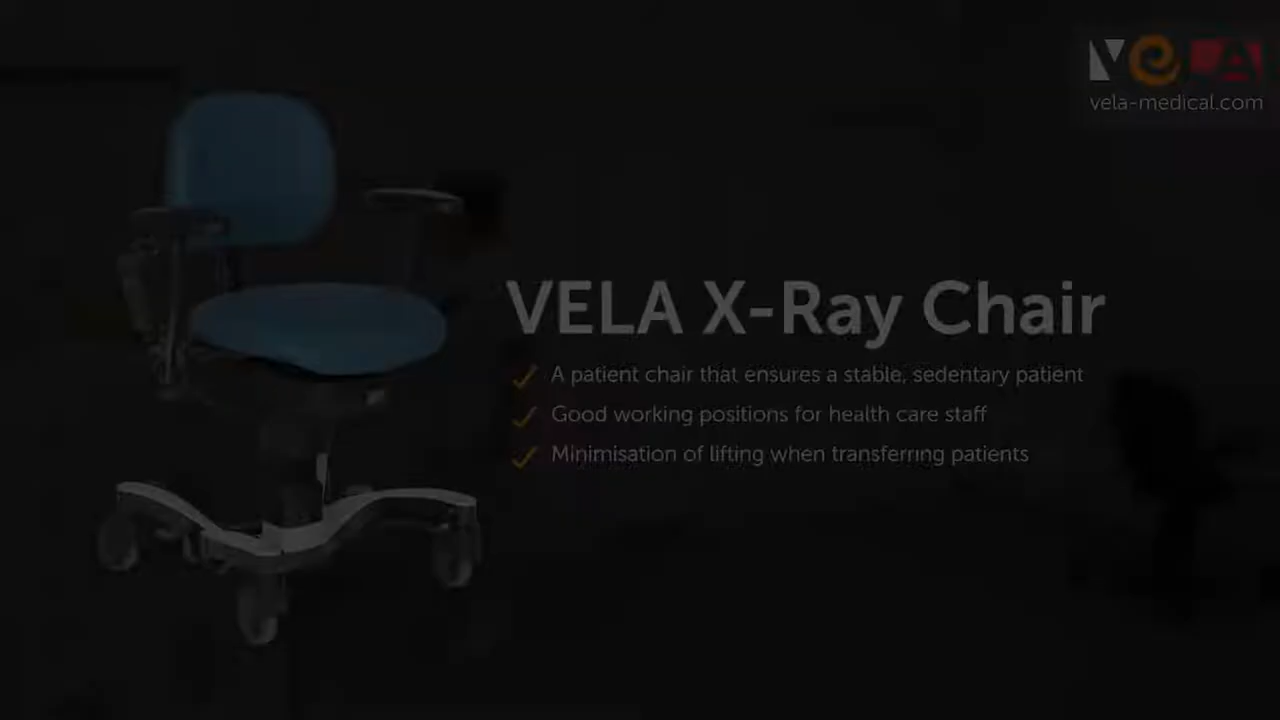 VELA
vela-medical.com
VELA X-Ray Chair
A patient chair that ensures a stable, sedentary patient
Good working positions for health care staff
Minimisation of lifting when transferring patients